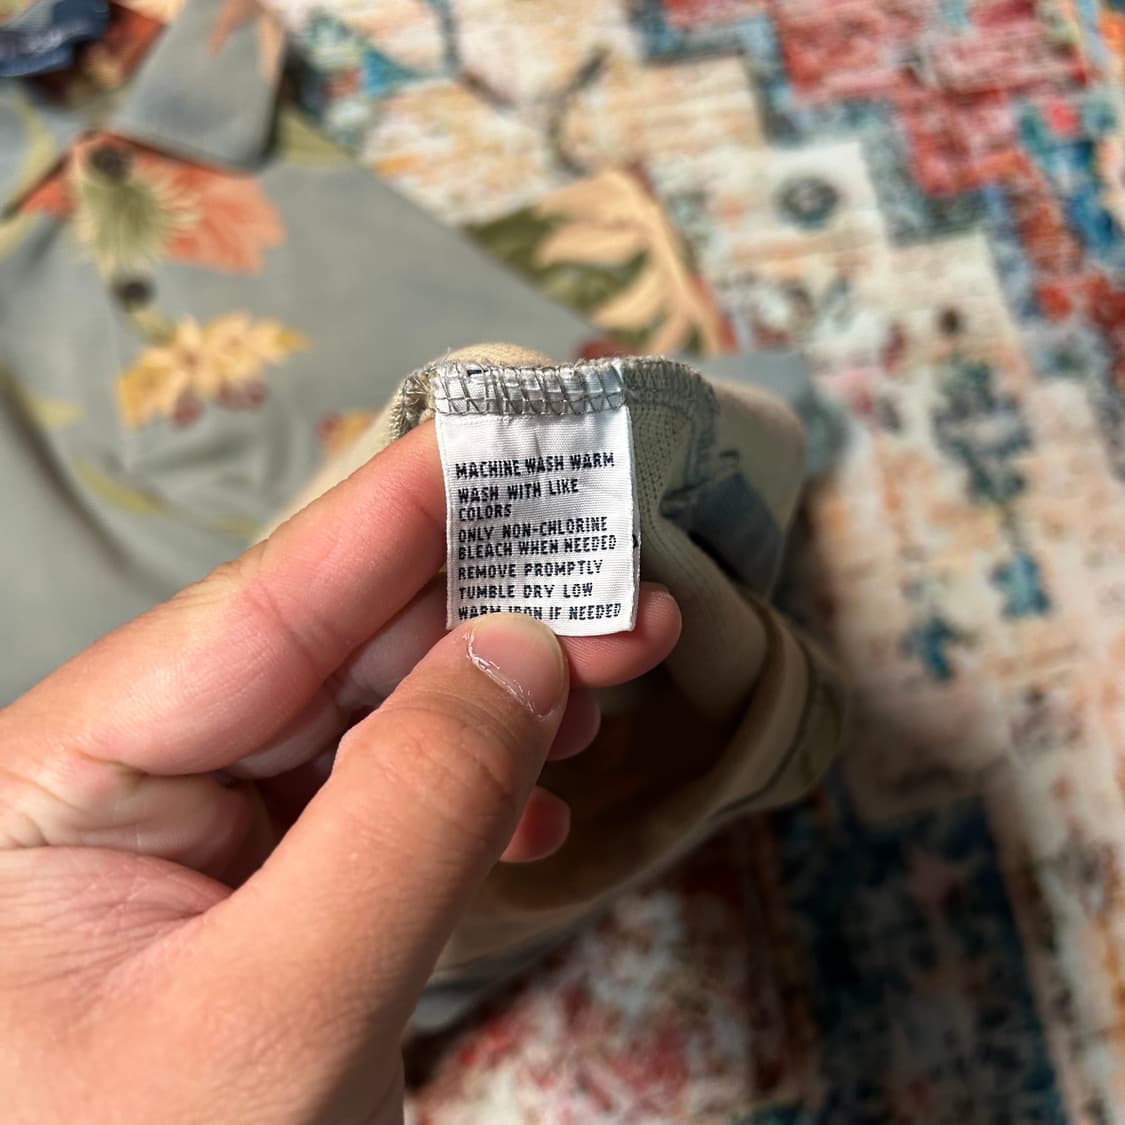 MACHINE WASH WARM
WASH WITH LIKE
COLORS
ONLY NON-CHLORINE
BLEACH WHEN NEEDED
REMOVE PROMPTLY
TUMBLE DRY LOW
WARM IRON IF NEEDED